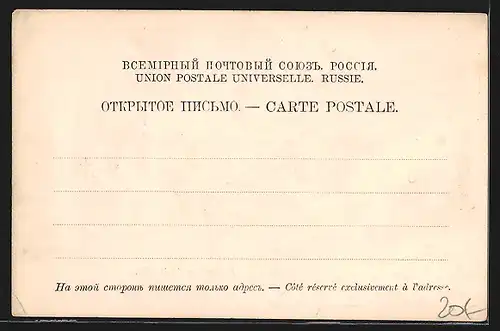 ВСЕМІРНЫЙ ПОЧТОВЫЙ СОЮЗЪ. РОССІЯ.
UNION POSTALE UNIVERSELLE. RUSSIE.
ОТКРЫТОЕ ПИСЬМО. — CARTE POSTALE.
На этой сторонѣ пишется только адресъ. — Côté réservé exclusivement à l'adresse.